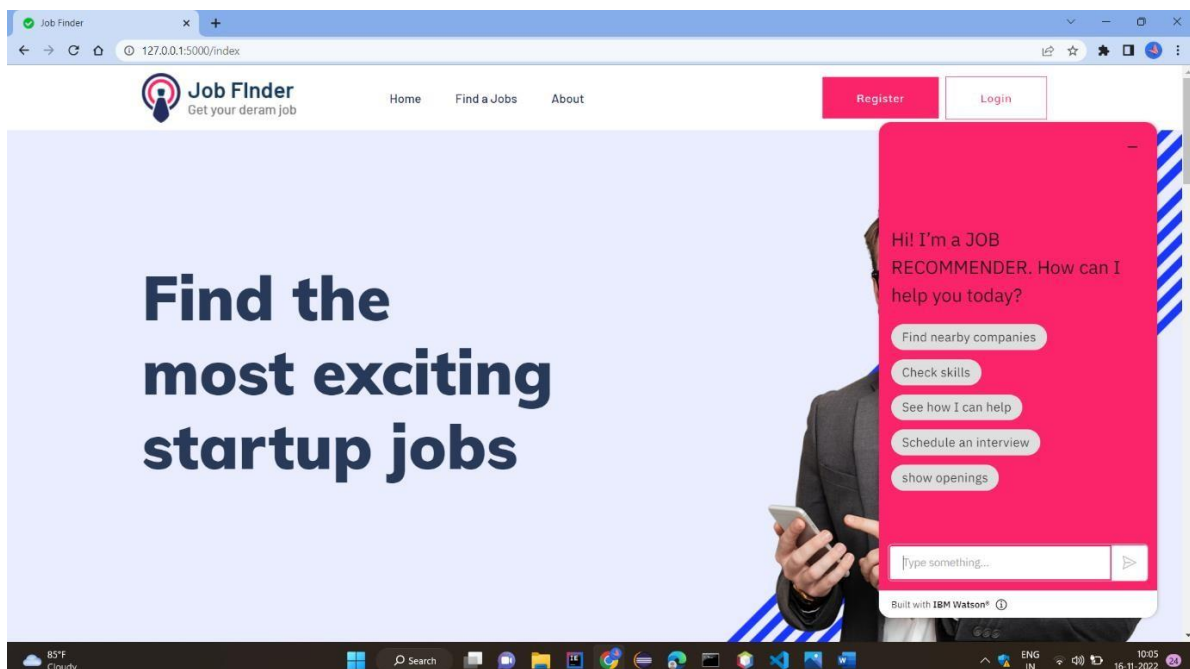 Job Finder
127.0.0.1:5000/index
Job FInder
Get your deram job
Home Find a Jobs About
Register Login
Find the
most exciting
startup jobs
Hi! I'm a JOB
RECOMMENDER. How can I
help you today?
Find nearby companies
Check skills
See how I can help
Schedule an interview
show openings
Type something...
Built with IBM Watson®
85°F
Cloudy
Search
ENG
IN
10:05
16-11-2022
24